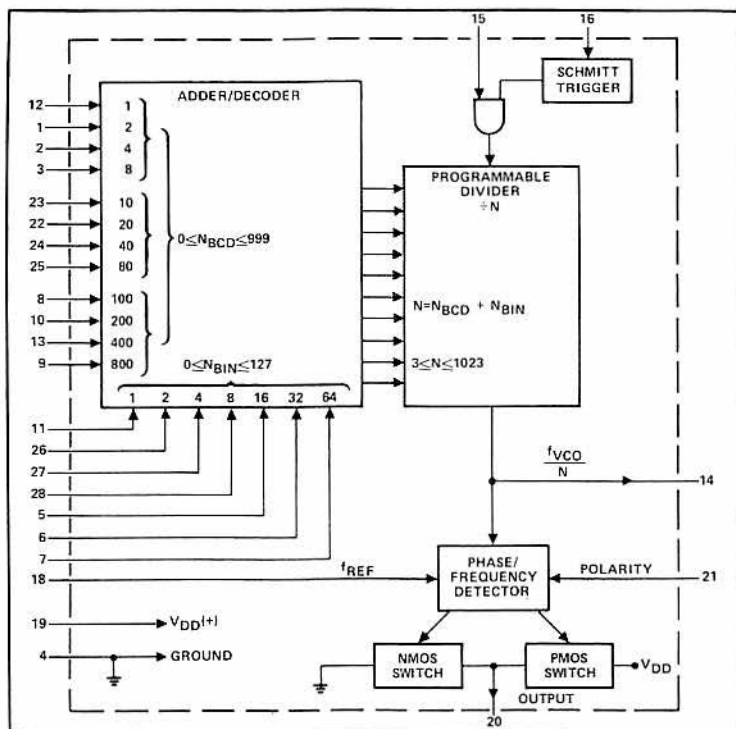 15
16
SCHMITT
TRIGGER
ADDER/DECODER
12
1
1
2
2
4
3
8
23
10
22
20
24
40
25
80
0≤N_BCD≤999
8
100
10
200
13
400
9
800
0≤N_BIN≤127
1 2 4 8 16 32 64
PROGRAMMABLE
DIVIDER
÷N
N=N_BCD + N_BIN
3≤N≤1023
11
26
27
28
5
6
7
f_VCO
N
14
18
f_REF
PHASE/
FREQUENCY
DETECTOR
POLARITY
21
19
V_DD(+)
4
GROUND
NMOS
SWITCH
PMOS
SWITCH
V_DD
OUTPUT
20